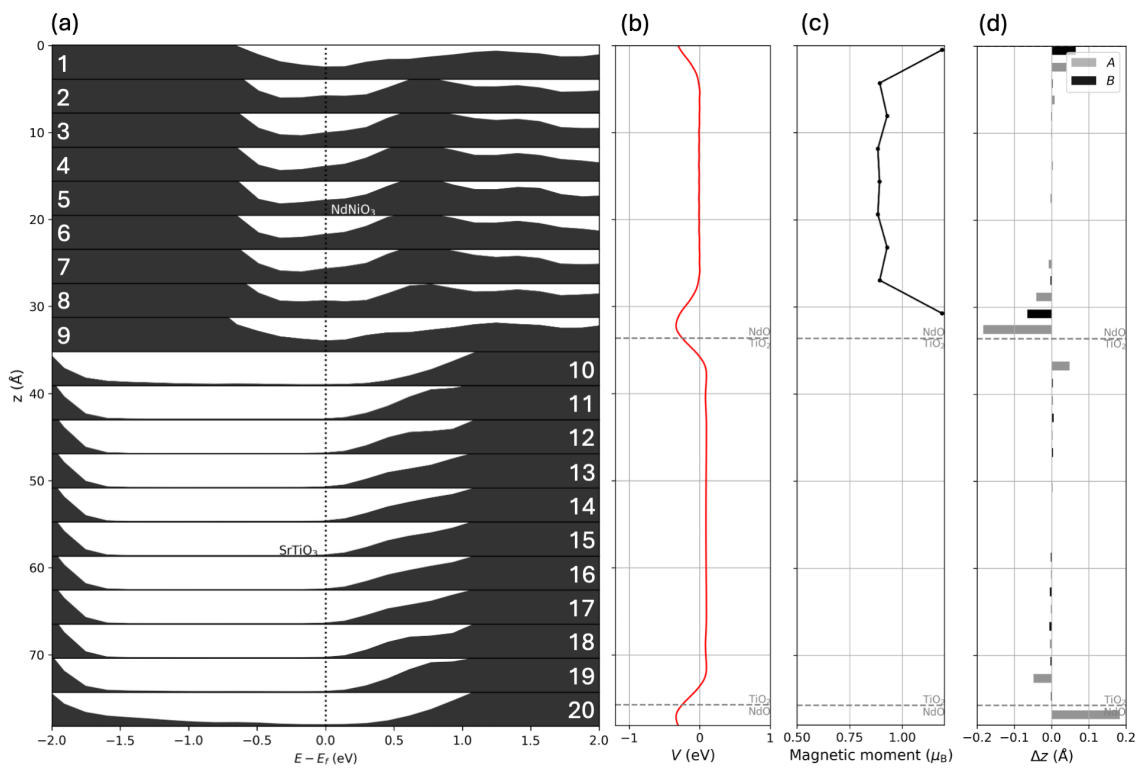 (a)
(b)
(c)
(d)
z (Å)
0
10
20
30
40
50
60
70
1
2
3
4
5
6
7
8
9
10
11
12
13
14
15
16
17
18
19
20
NdNiO₃
SrTiO₃
−2.0 −1.5 −1.0 −0.5 0.0 0.5 1.0 1.5 2.0
E − E_f (eV)
NdO
TiO₂
TiO₂
NdO
−1 0 1
V (eV)
NdO
TiO₂
TiO₂
NdO
0.50 0.75 1.00
Magnetic moment (μ_B)
A
B
NdO
TiO₂
TiO₂
NdO
−0.2 −0.1 0.0 0.1 0.2
Δz (Å)